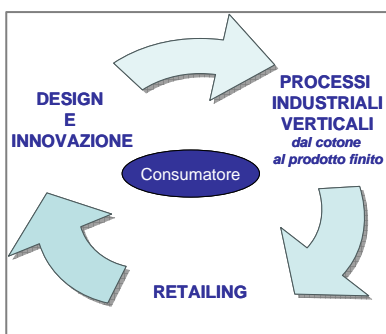 DESIGN
E
INNOVAZIONE
PROCESSI
INDUSTRIALI
VERTICALI
dal cotone
al prodotto finito
Consumatore
RETAILING